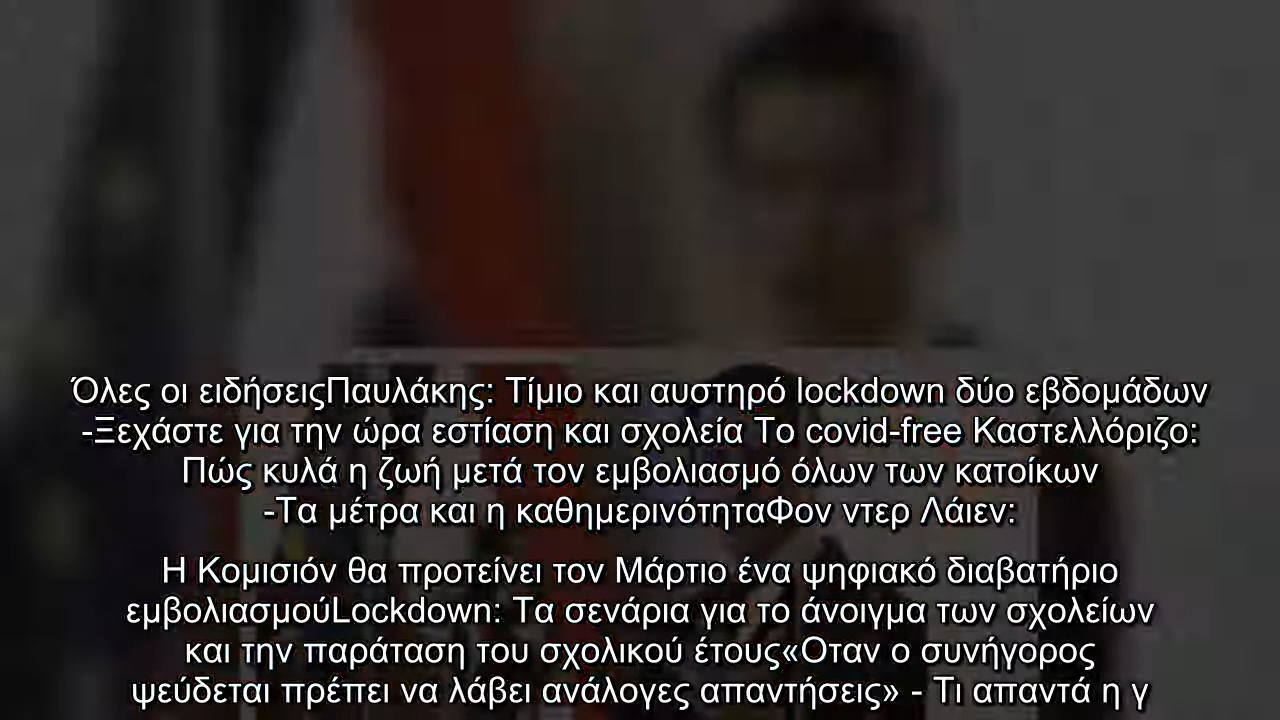 Όλες οι ειδήσειςΠαυλάκης: Τίμιο και αυστηρό lockdown δύο εβδομάδων
-Ξεχάστε για την ώρα εστίαση και σχολεία Το covid-free Καστελλόριζο:
Πώς κυλά η ζωή μετά τον εμβολιασμό όλων των κατοίκων
-Τα μέτρα και η καθημερινότηταΦον ντερ Λάιεν:
Η Κομισιόν θα προτείνει τον Μάρτιο ένα ψηφιακό διαβατήριο
εμβολιασμούLockdown: Τα σενάρια για το άνοιγμα των σχολείων
και την παράταση του σχολικού έτους«Οταν ο συνήγορος
ψεύδεται πρέπει να λάβει ανάλογες απαντήσεις» - Τι απαντά η γ